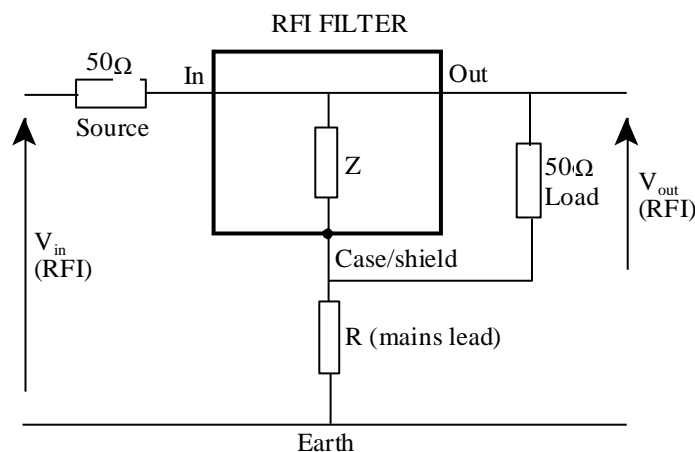 RFI FILTER
50Ω
In
Out
Source
Z
50Ω
Load
V_out
(RFI)
V_in
(RFI)
Case/shield
R (mains lead)
Earth